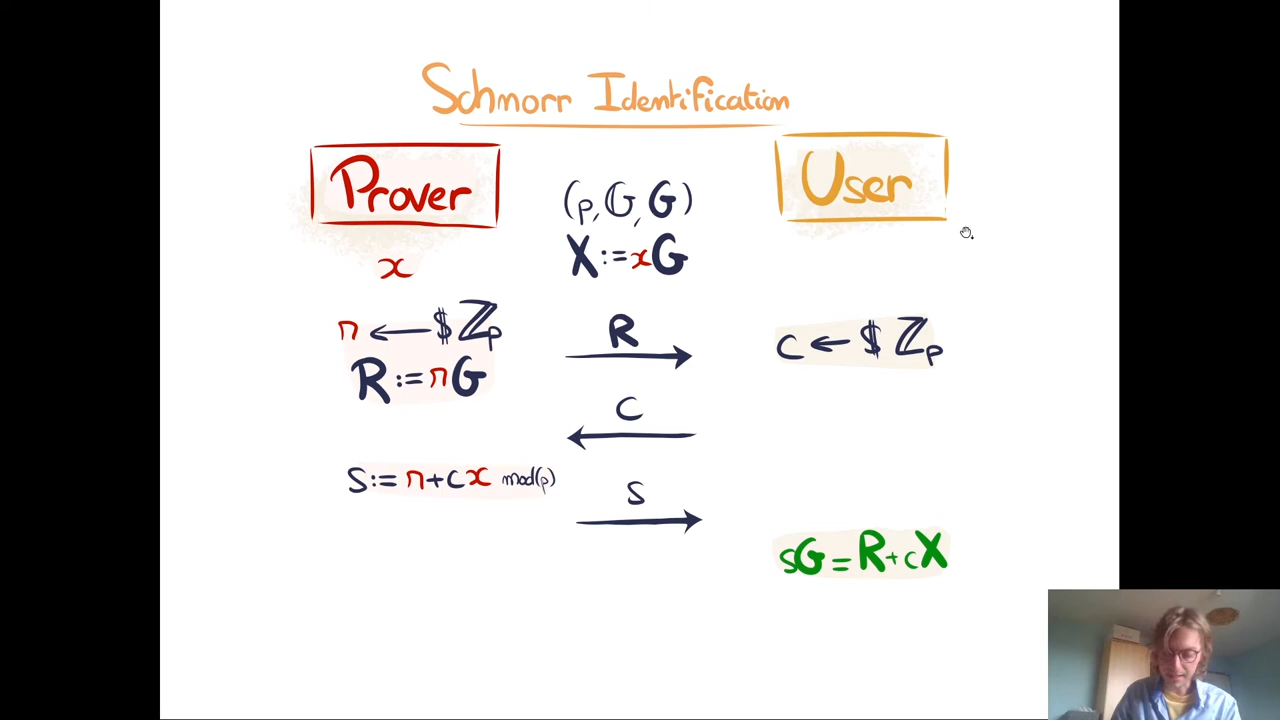 Schnorr Identification
Prover
User
(p, 𝔾, G)
X := xG
x
r ← $ ℤp
R
c ← $ ℤp
R := rG
c
s := r + cx mod(p)
s
sG = R + cX